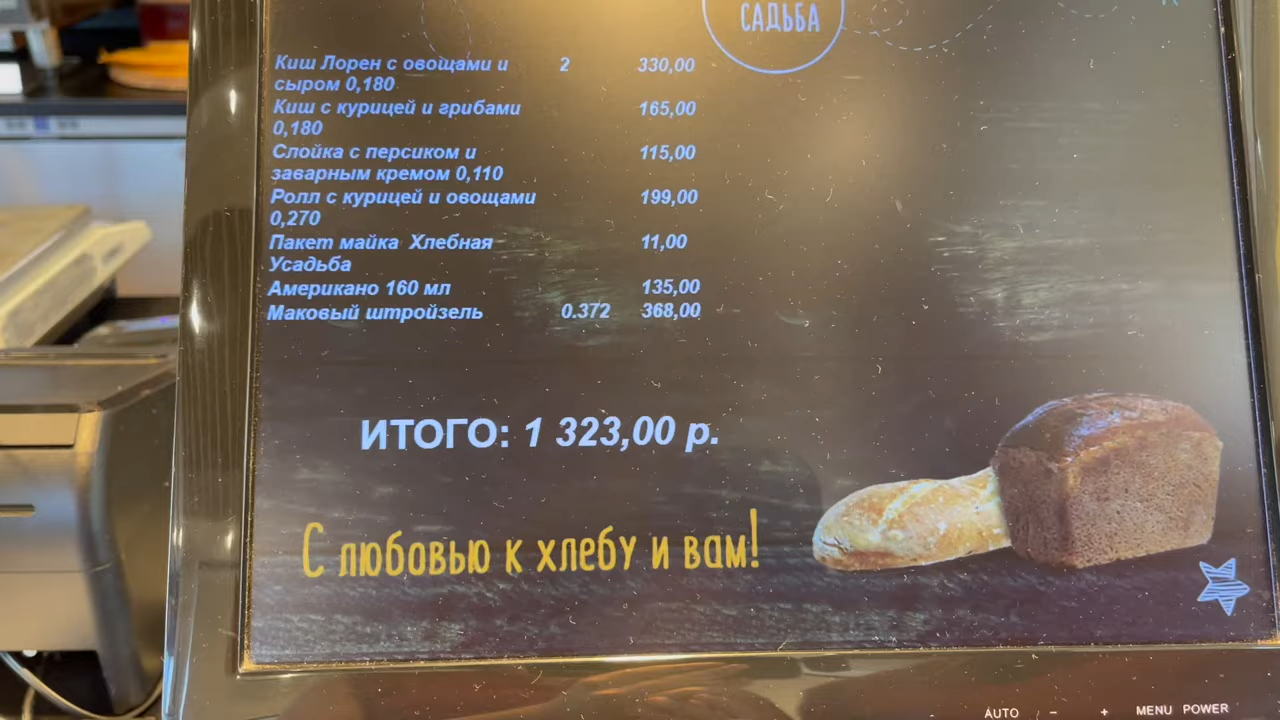 САДЬБА
Киш Лорен с овощами и 2 330,00
сыром 0,180
Киш с курицей и грибами 165,00
0,180
Слойка с персиком и 115,00
заварным кремом 0,110
Ролл с курицей и овощами 199,00
0,270
Пакет майка Хлебная 11,00
Усадьба
Американо 160 мл 135,00
Маковый штройзель 0.372 368,00
ИТОГО: 1 323,00 р.
С любовью к хлебу и вам!
AUTO - + MENU POWER